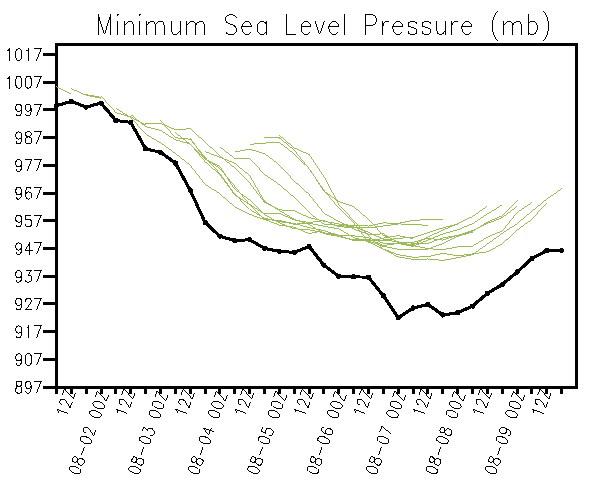 Minimum Sea Level Pressure (mb)
1017
1007
997
987
977
967
957
947
937
927
917
907
897
12Z
08-02 00Z
12Z
08-03 00Z
12Z
08-04 00Z
12Z
08-05 00Z
12Z
08-06 00Z
12Z
08-07 00Z
12Z
08-08 00Z
12Z
08-09 00Z
12Z